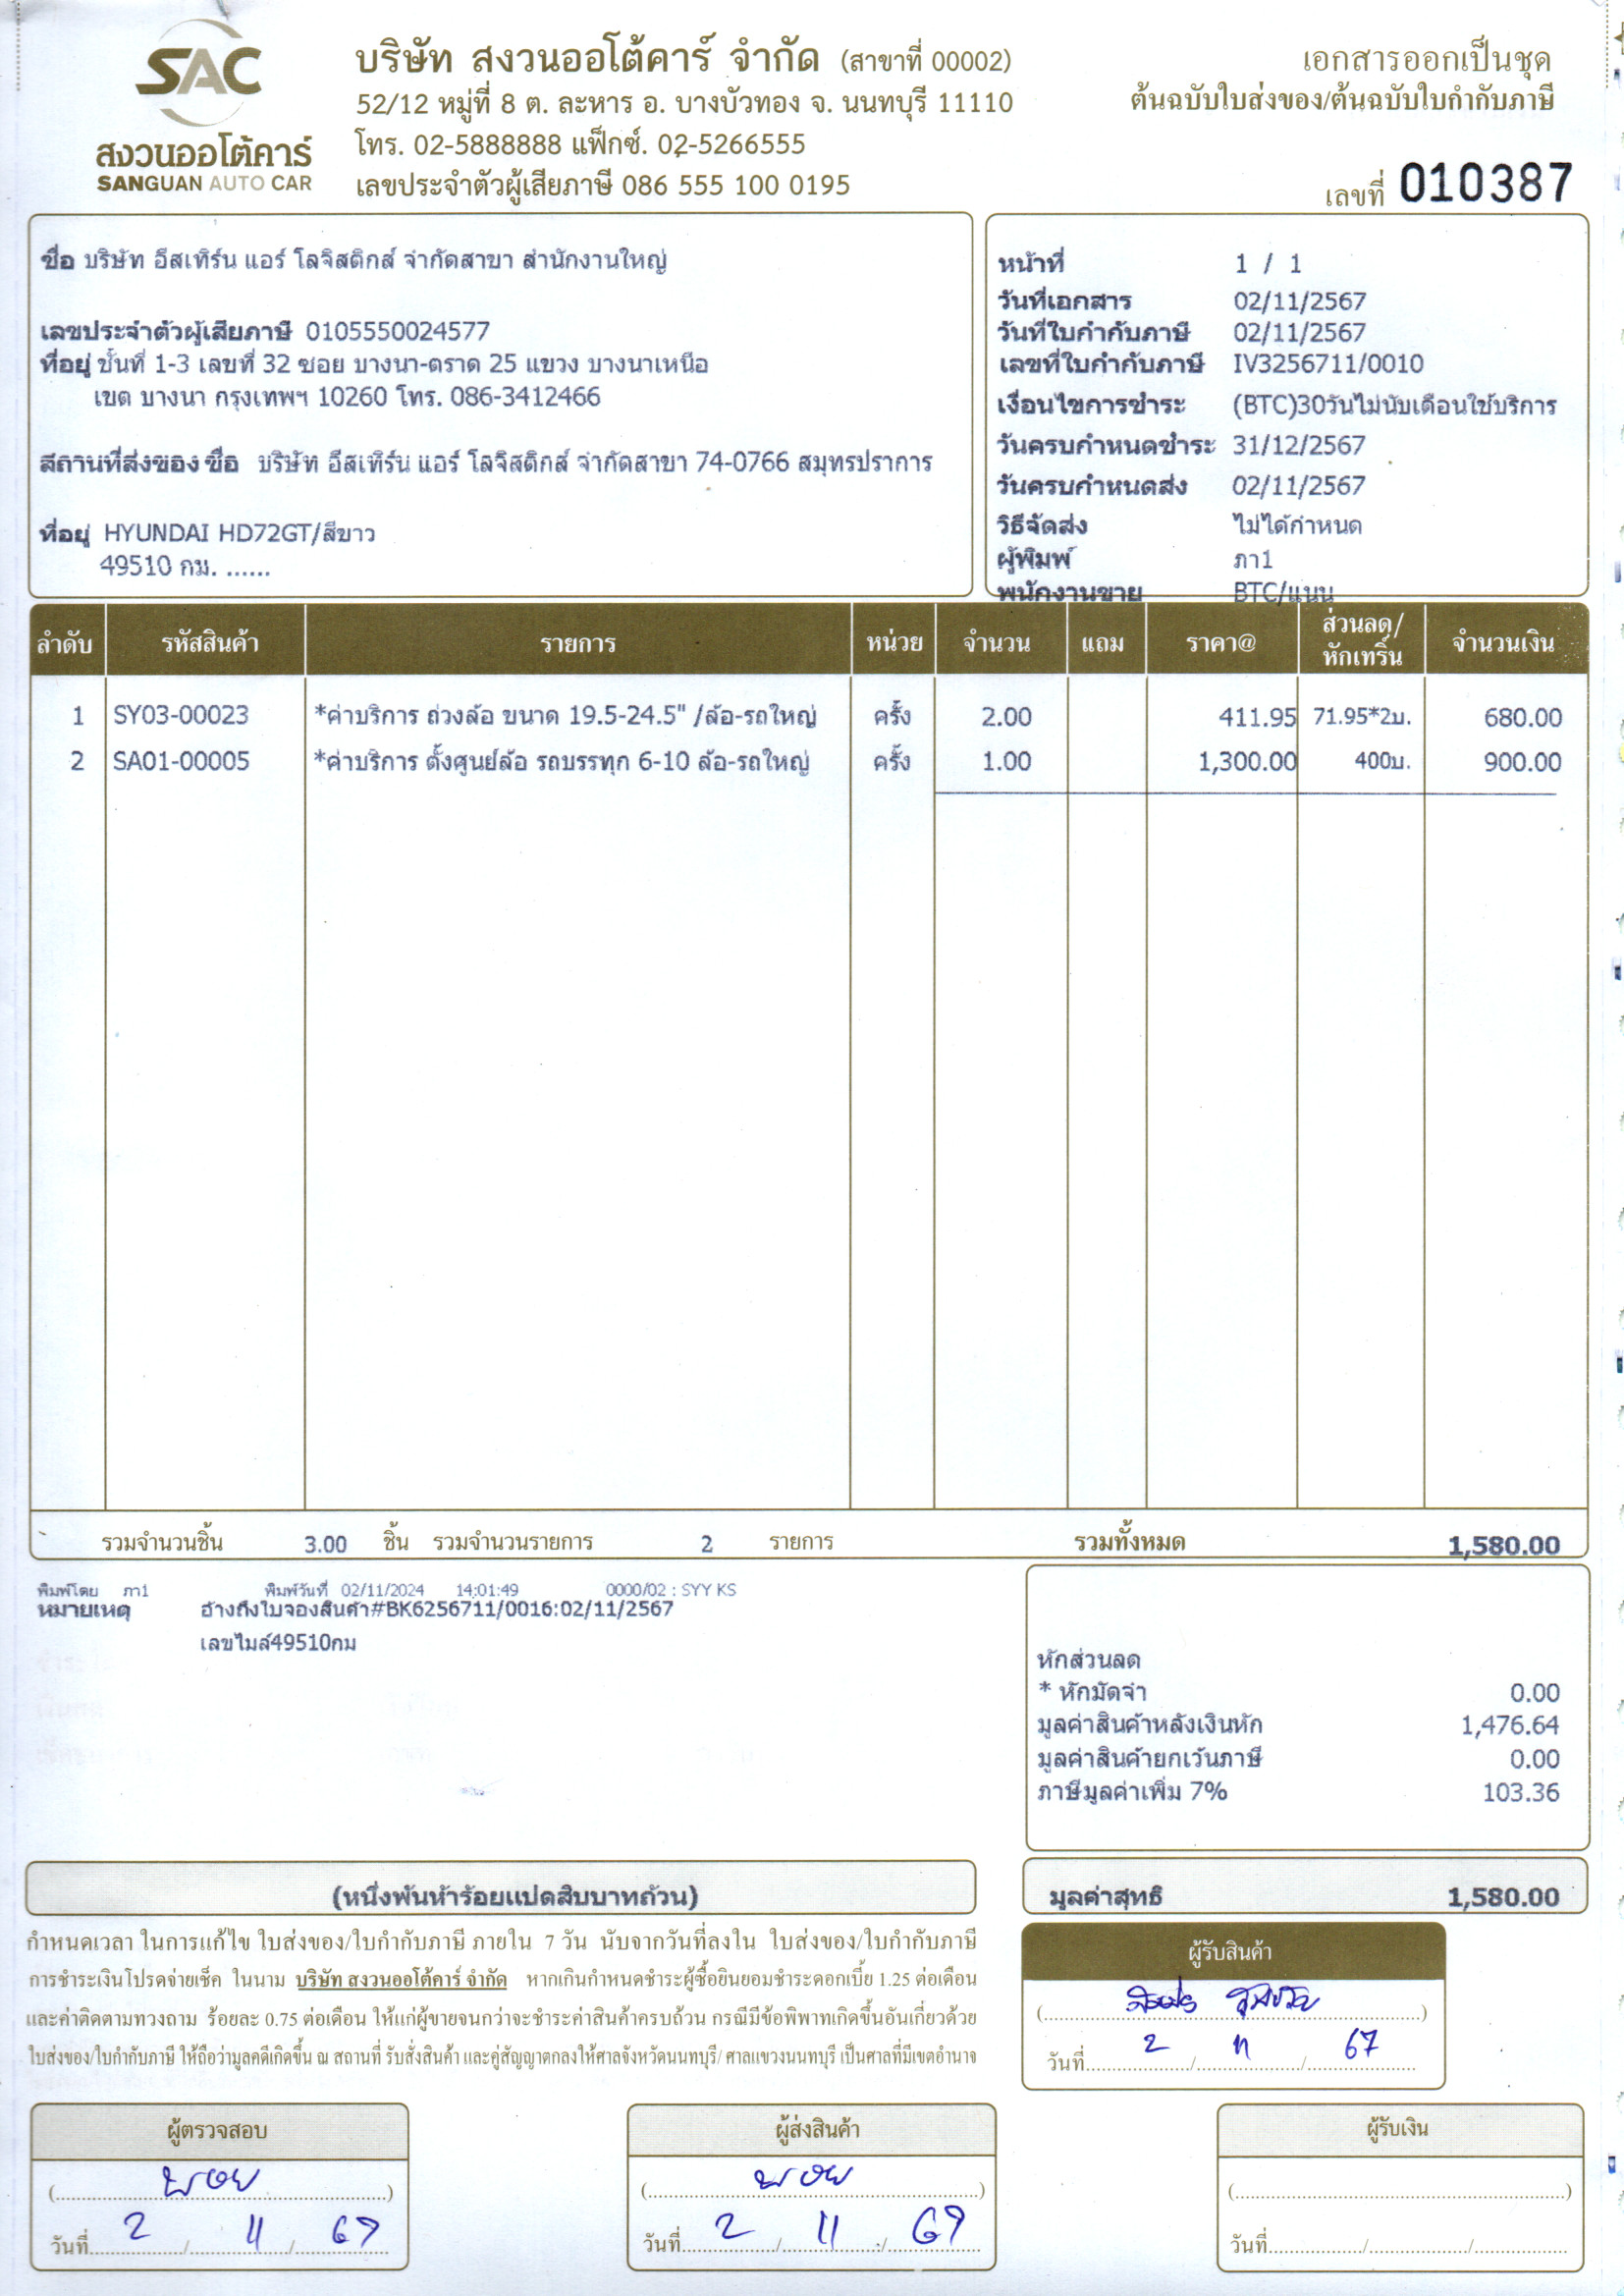 SAC
สงวนออโต้คาร์
SANGUAN AUTO CAR
บริษัท สงวนออโต้คาร์ จำกัด (สาขาที่ 00002)
52/12 หมู่ที่ 8 ต. ละหาร อ. บางบัวทอง จ. นนทบุรี 11110
โทร. 02-5888888 แฟ็กซ์. 02-5266555
เลขประจำตัวผู้เสียภาษี 086 555 100 0195
เอกสารออกเป็นชุด
ต้นฉบับใบส่งของ/ต้นฉบับใบกำกับภาษี
เลขที่ 010387
ชื่อ บริษัท อีสเทิร์น แอร์ โลจิสติกส์ จำกัดสาขา สำนักงานใหญ่
เลขประจำตัวผู้เสียภาษี 0105550024577
ที่อยู่ ชั้นที่ 1-3 เลขที่ 32 ซอย บางนา-ตราด 25 แขวง บางนาเหนือ
เขต บางนา กรุงเทพฯ 10260 โทร. 086-3412466
สถานที่ส่งของ ชื่อ บริษัท อีสเทิร์น แอร์ โลจิสติกส์ จำกัดสาขา 74-0766 สมุทรปราการ
ที่อยู่ HYUNDAI HD72GT/สีขาว
49510 กม. ......
หน้าที่ 1 / 1
วันที่เอกสาร 02/11/2567
วันที่ใบกำกับภาษี 02/11/2567
เลขที่ใบกำกับภาษี IV3256711/0010
เงื่อนไขการชำระ (BTC)30วันไม่นับเดือนใช้บริการ
วันครบกำหนดชำระ 31/12/2567
วันครบกำหนดส่ง 02/11/2567
วิธีจัดส่ง ไม่ได้กำหนด
ผู้พิมพ์ ภา1
พนักงานขาย BTC/แนน
ลำดับ รหัสสินค้า รายการ หน่วย จำนวน แถม ราคา@ ส่วนลด/หักเทริ์น จำนวนเงิน
1 SY03-00023 *ค่าบริการ ถ่วงล้อ ขนาด 19.5-24.5" /ล้อ-รถใหญ่ ครั้ง 2.00 411.95 71.95*2บ. 680.00
2 SA01-00005 *ค่าบริการ ตั้งศูนย์ล้อ รถบรรทุก 6-10 ล้อ-รถใหญ่ ครั้ง 1.00 1,300.00 400บ. 900.00
รวมจำนวนชิ้น 3.00 ชิ้น รวมจำนวนรายการ 2 รายการ รวมทั้งหมด 1,580.00
พิมพ์โดย ภา1 พิมพ์วันที่ 02/11/2024 14:01:49 0000/02 : SYY KS
หมายเหตุ อ้างถึงใบจองสินค้า#BK6256711/0016:02/11/2567
เลขไมล์49510กม
หักส่วนลด
* หักมัดจำ 0.00
มูลค่าสินค้าหลังเงินหัก 1,476.64
มูลค่าสินค้ายกเว้นภาษี 0.00
ภาษีมูลค่าเพิ่ม 7% 103.36
(หนึ่งพันห้าร้อยแปดสิบบาทถ้วน)
มูลค่าสุทธิ 1,580.00
กำหนดเวลา ในการแก้ไข ใบส่งของ/ใบกำกับภาษี ภายใน 7 วัน นับจากวันที่ลงใน ใบส่งของ/ใบกำกับภาษี
การชำระเงินโปรดจ่ายเช็ค ในนาม บริษัท สงวนออโต้คาร์ จำกัด หากเกินกำหนดชำระผู้ซื้อยินยอมชำระดอกเบี้ย 1.25 ต่อเดือน
และค่าติดตามทวงถาม ร้อยละ 0.75 ต่อเดือน ให้แก่ผู้ขายจนกว่าจะชำระค่าสินค้าครบถ้วน กรณีมีข้อพิพาทเกิดขึ้นอันเกี่ยวด้วย
ใบส่งของ/ใบกำกับภาษี ให้ถือว่ามูลคดีเกิดขึ้น ณ สถานที่ รับสั่งสินค้า และคู่สัญญาตกลงให้ศาลจังหวัดนนทบุรี/ ศาลแขวงนนทบุรี เป็นศาลที่มีเขตอำนาจ
ผู้รับสินค้า
วันที่ 2 / 11 / 67
ผู้ตรวจสอบ
วันที่ 2 / 11 / 67
ผู้ส่งสินค้า
วันที่ 2 / 11 / 67
ผู้รับเงิน
วันที่ / /